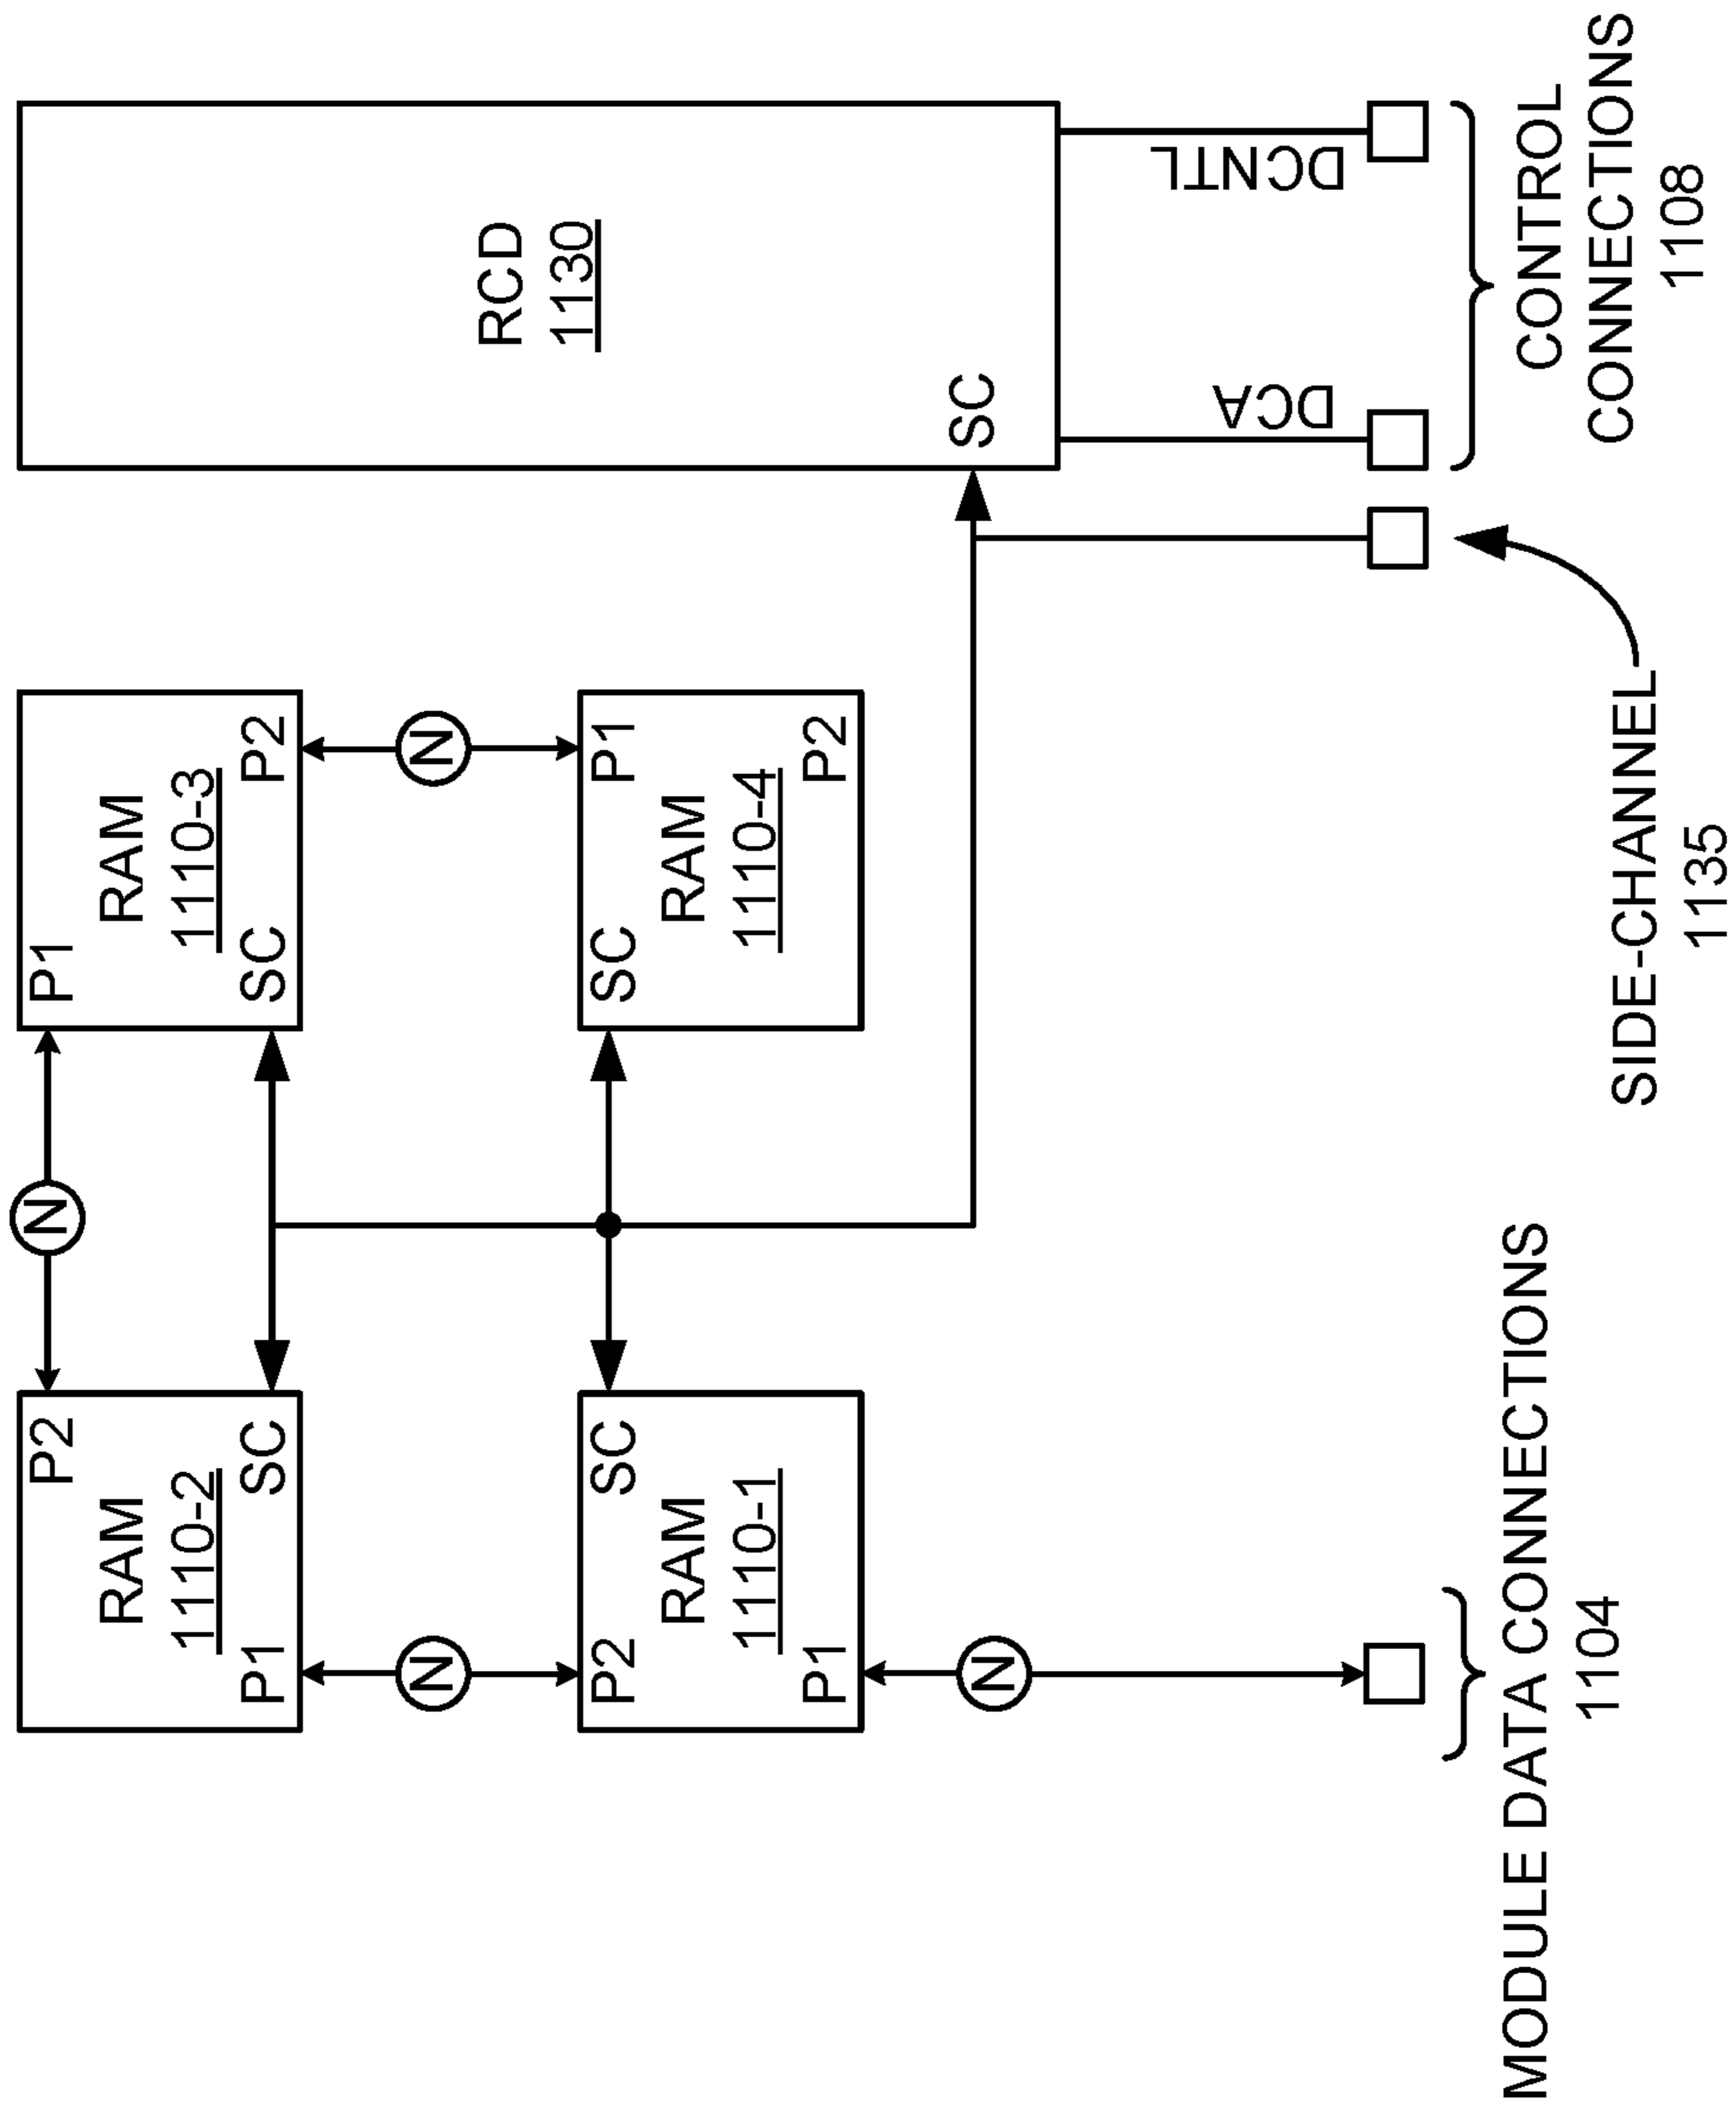 P2
RAM
1110-2
P1
SC
N
P1
RAM
1110-3
SC
P2
N
N
P2
SC
RAM
1110-1
P1
SC
P1
RAM
1110-4
P2
RCD
1130
SC
N
DCA
DCNTL
MODULE DATA CONNECTIONS
1104
SIDE-CHANNEL
1135
CONTROL
CONNECTIONS
1108